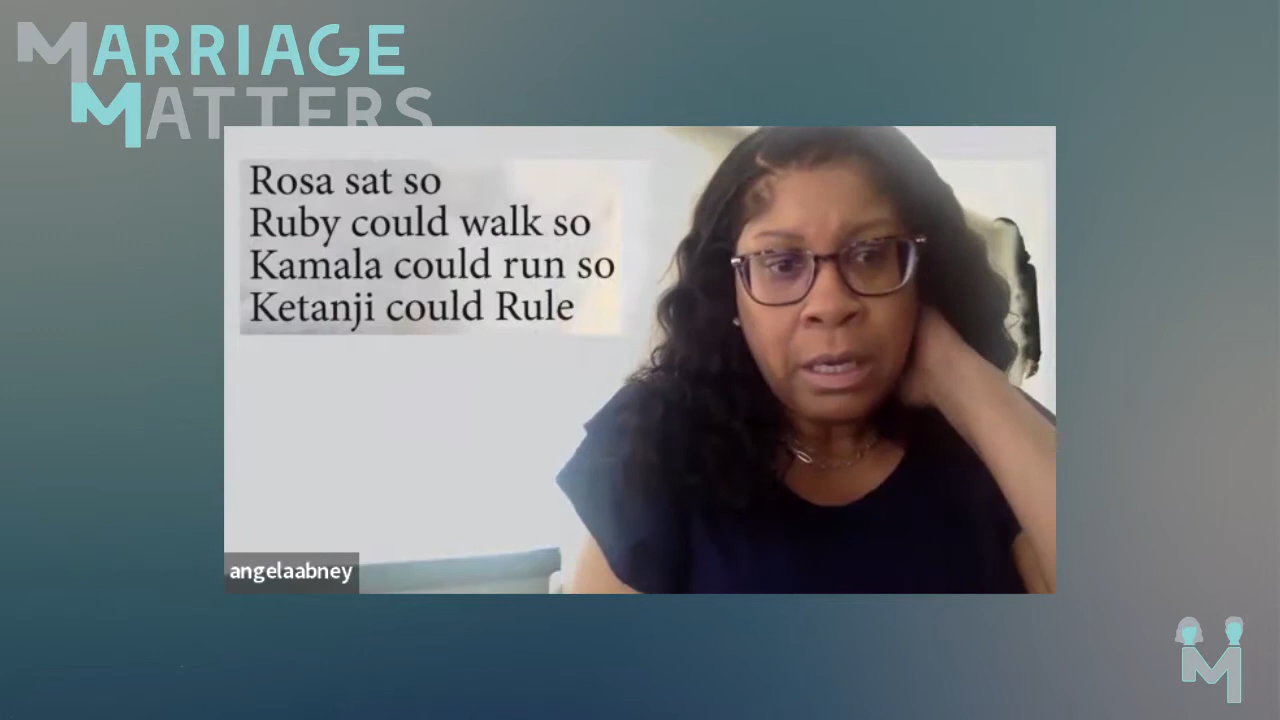 MARRIAGE
MATTERS
Rosa sat so
Ruby could walk so
Kamala could run so
Ketanji could Rule
angelaabney
M